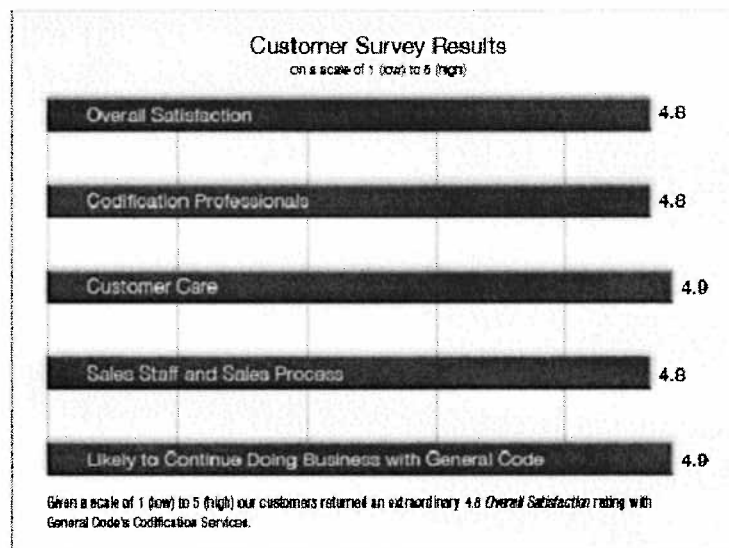 Customer Survey Results
on a scale of 1 (low) to 5 (high)
Overall Satisfaction 4.8
Codification Professionals 4.8
Customer Care 4.9
Sales Staff and Sales Process 4.8
Likely to Continue Doing Business with General Code 4.9
Given a scale of 1 (low) to 5 (high) our customers returned an extraordinary 4.8 Overall Satisfaction rating with
General Code's Codification Services.